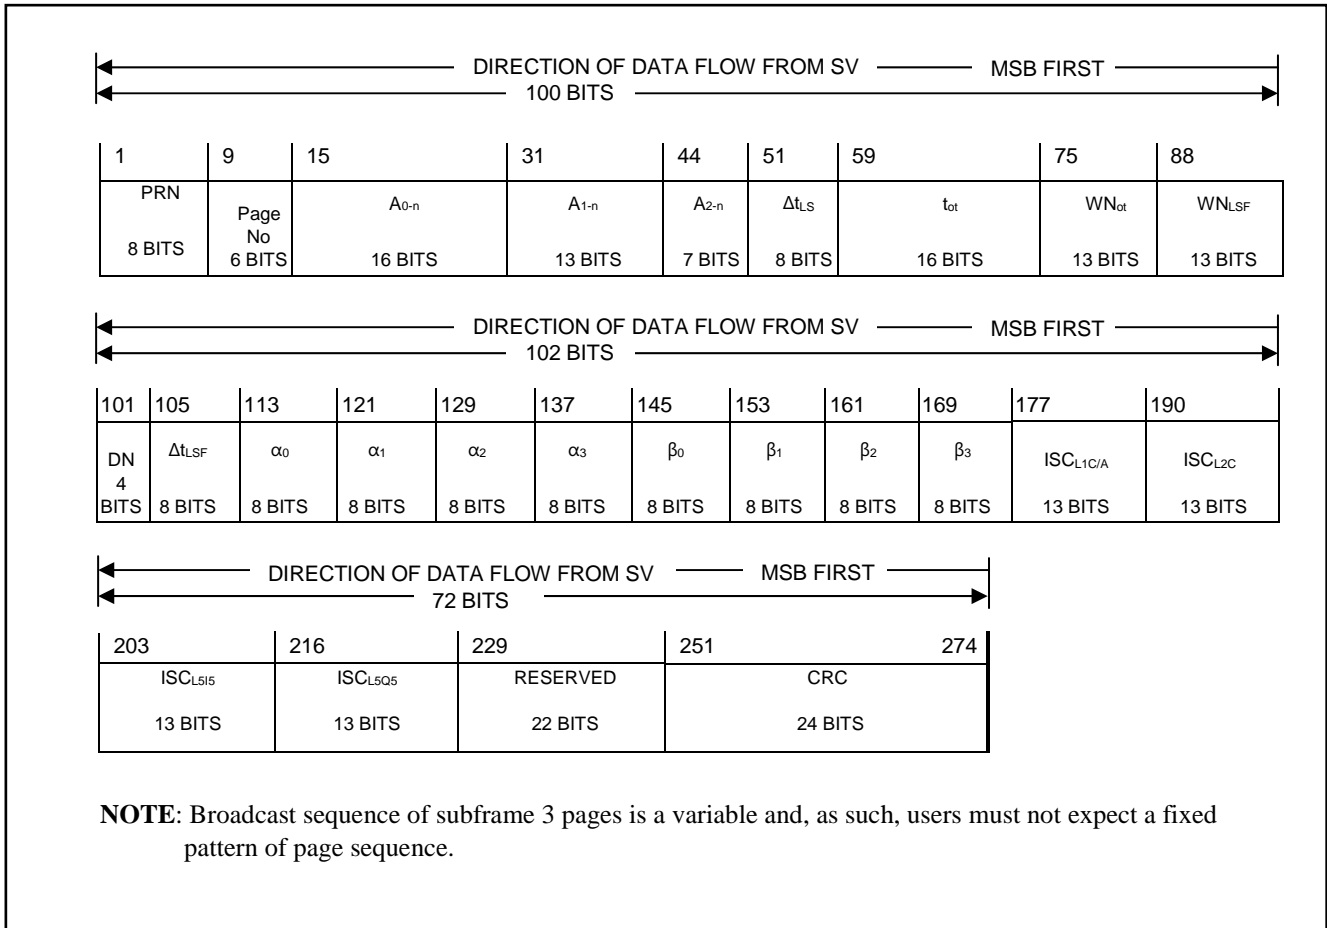 DIRECTION OF DATA FLOW FROM SV MSB FIRST
100 BITS
1 9 15 31 44 51 59 75 88
PRN Page No A0-n A1-n A2-n ΔtLS tot WNot WNLSF
8 BITS 6 BITS 16 BITS 13 BITS 7 BITS 8 BITS 16 BITS 13 BITS 13 BITS
DIRECTION OF DATA FLOW FROM SV MSB FIRST
102 BITS
101 105 113 121 129 137 145 153 161 169 177 190
DN ΔtLSF α0 α1 α2 α3 β0 β1 β2 β3 ISCL1C/A ISCL2C
4 BITS 8 BITS 8 BITS 8 BITS 8 BITS 8 BITS 8 BITS 8 BITS 8 BITS 8 BITS 13 BITS 13 BITS
DIRECTION OF DATA FLOW FROM SV MSB FIRST
72 BITS
203 216 229 251 274
ISCL5I5 ISCL5Q5 RESERVED CRC
13 BITS 13 BITS 22 BITS 24 BITS
NOTE: Broadcast sequence of subframe 3 pages is a variable and, as such, users must not expect a fixed
pattern of page sequence.